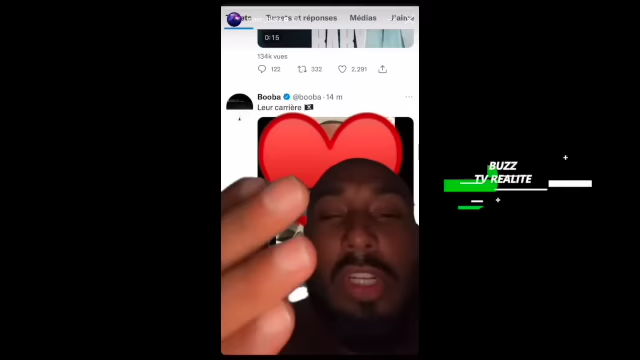 Tweets et réponses Médias J'aime
0:15
134k vues
122 332 2.291
Booba @booba · 14 m
Leur carrière
BUZZ
TV REALITE